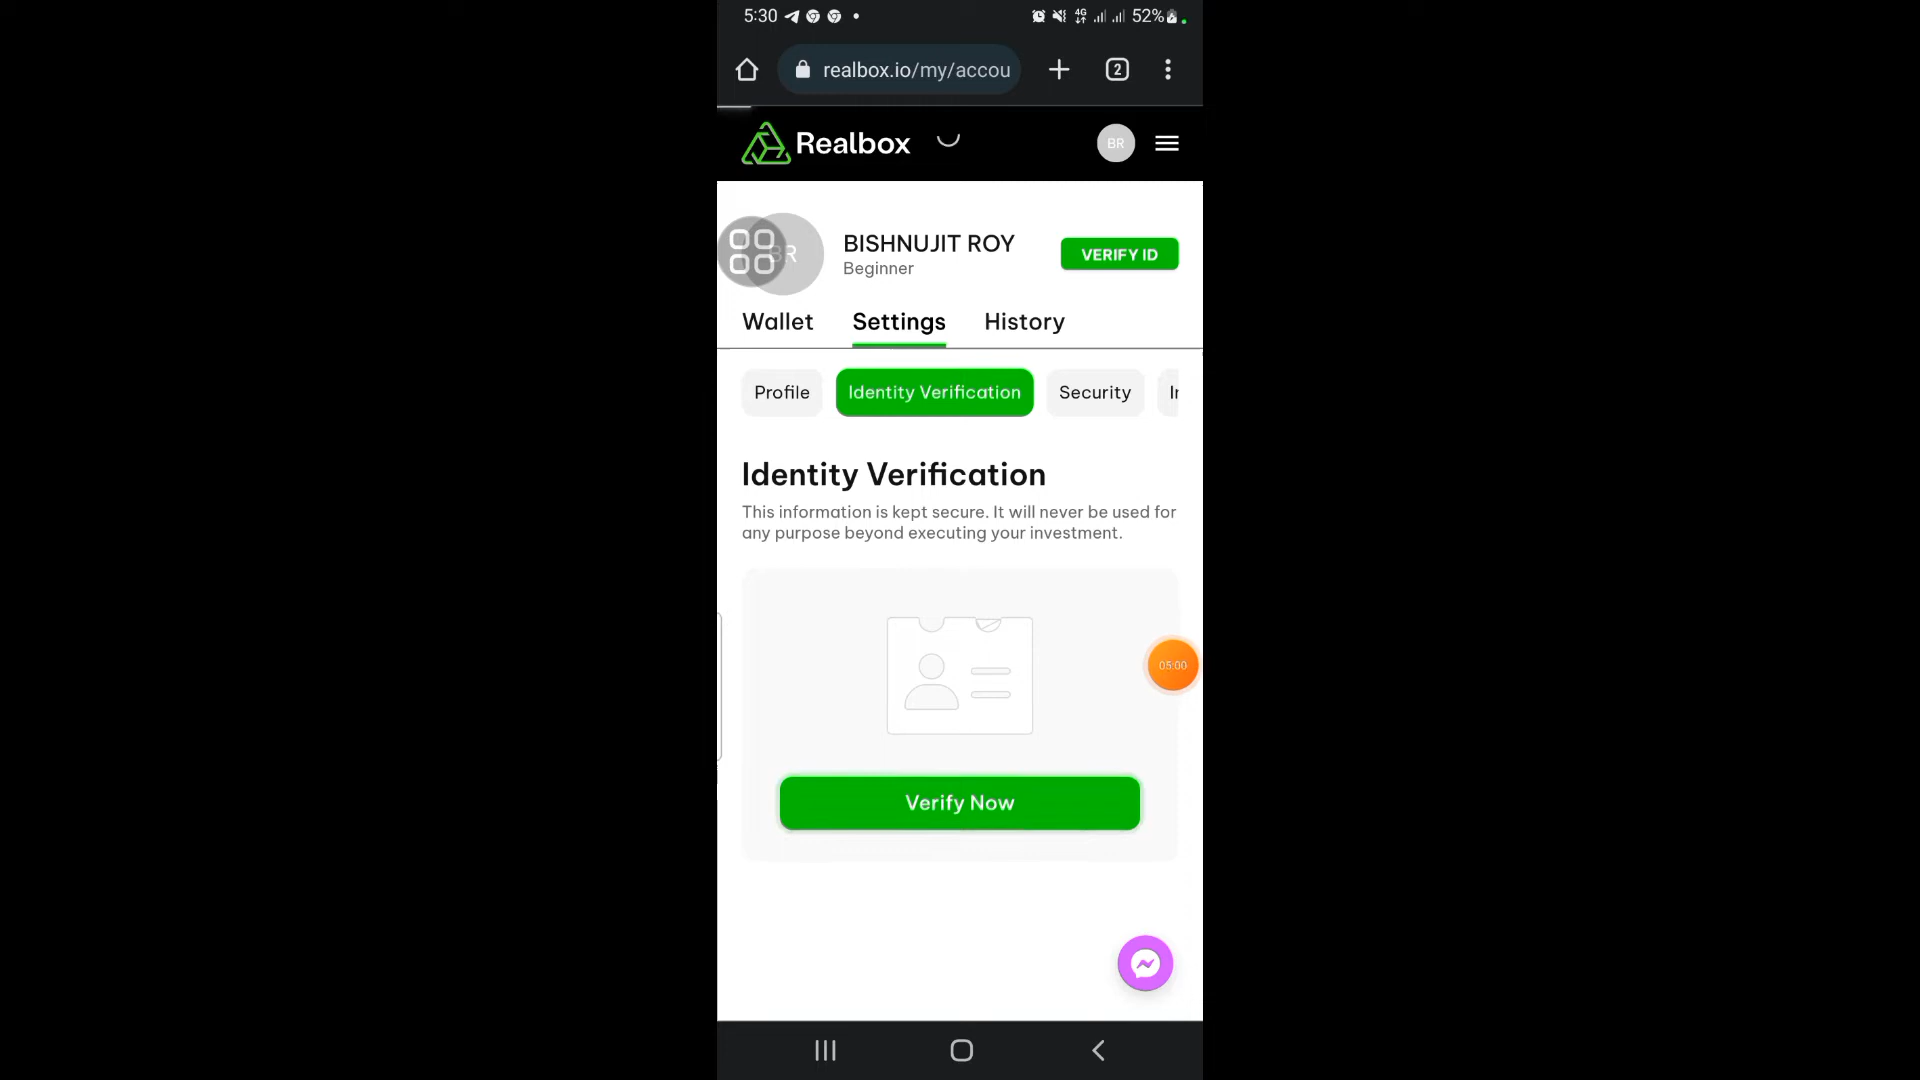 5:30
4G
52%
realbox.io/my/accou
2
Realbox
BR
BISHNUJIT ROY
Beginner
VERIFY ID
Wallet
Settings
History
Profile
Identity Verification
Security
Identity Verification
This information is kept secure. It will never be used for
any purpose beyond executing your investment.
05:00
Verify Now